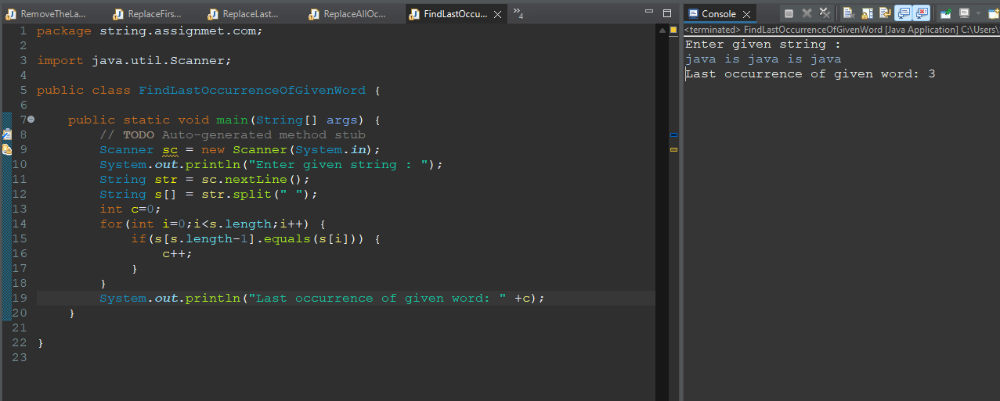 RemoveTheLa... ReplaceFirs... ReplaceLast... ReplaceAllOc... FindLastOccu... »4
1 package string.assignmet.com;
2
3 import java.util.Scanner;
4
5 public class FindLastOccurrenceOfGivenWord {
6
7 public static void main(String[] args) {
8 // TODO Auto-generated method stub
9 Scanner sc = new Scanner(System.in);
10 System.out.println("Enter given string : ");
11 String str = sc.nextLine();
12 String s[] = str.split(" ");
13 int c=0;
14 for(int i=0;i<s.length;i++) {
15 if(s[s.length-1].equals(s[i])) {
16 c++;
17 }
18 }
19 System.out.println("Last occurrence of given word: " +c);
20 }
21
22 }
23
Console
<terminated> FindLastOccurrenceOfGivenWord [Java Application] C:\Users\
Enter given string :
java is java is java
Last occurrence of given word: 3